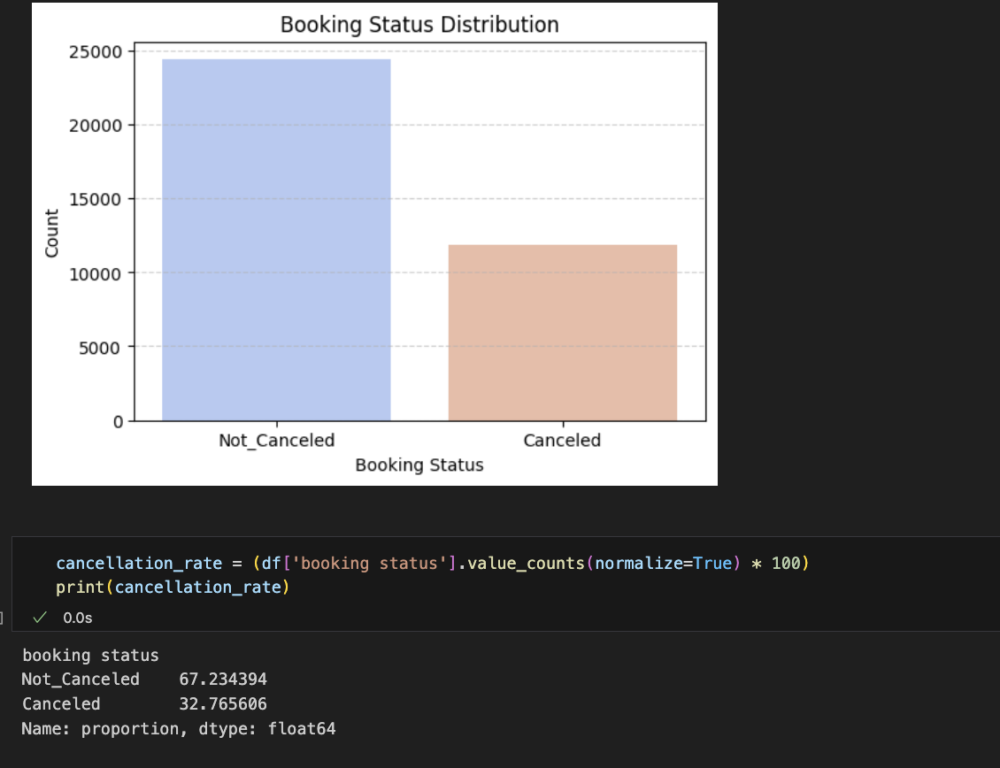 Booking Status Distribution
25000
20000
15000
10000
5000
0
Count
Not_Canceled Canceled
Booking Status
cancellation_rate = (df['booking status'].value_counts(normalize=True) * 100)
print(cancellation_rate)
] ✓ 0.0s
booking status
Not_Canceled    67.234394
Canceled        32.765606
Name: proportion, dtype: float64